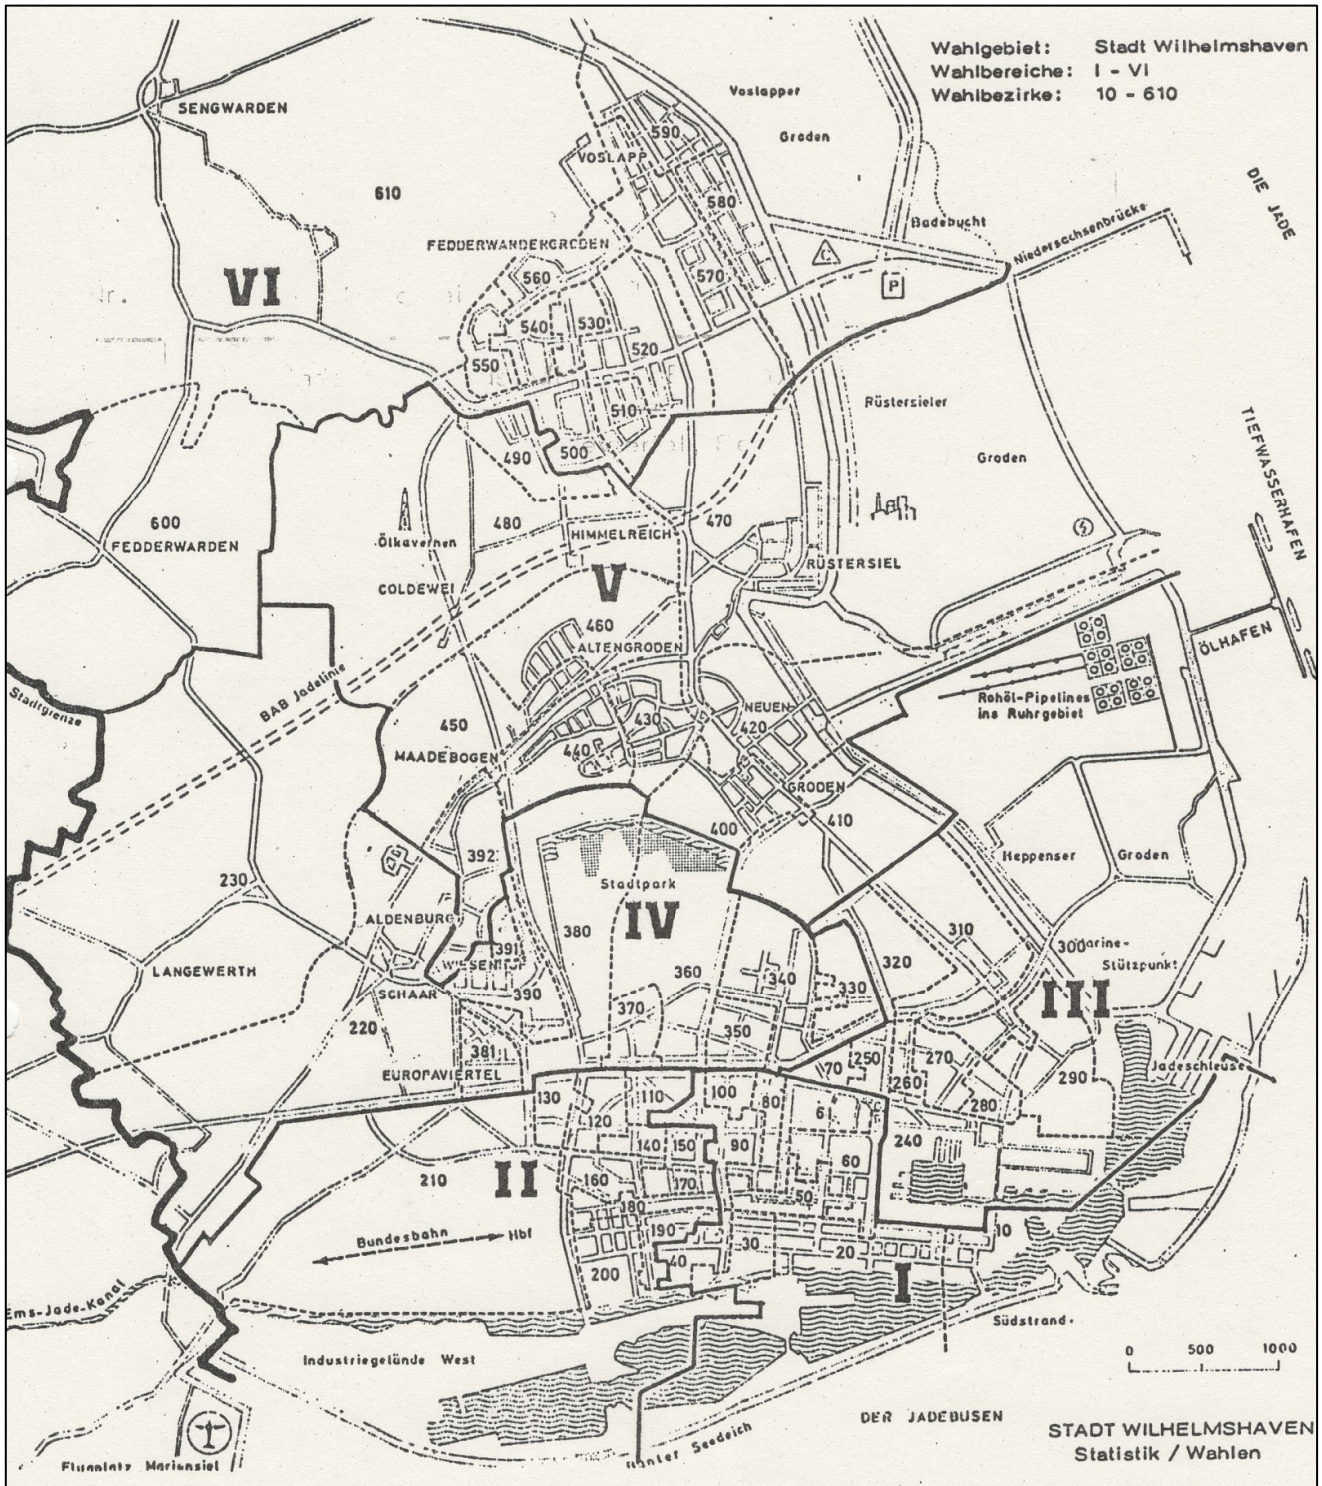 Wahlgebiet: Stadt Wilhelmshaven
Wahlbereiche: I - VI
Wahlbezirke: 10 - 610
SENGWARDEN
Voslapper
Groden
590
VOSLAPP
610
580
DIE JADE
Badebucht
Niedersachsenbrücke
FEDDERWARDERGRODEN
C
VI
560
570
P
540
530
520
550
510
Rüstersieler
Groden
TIEFWASSERHAFEN
490
500
600
FEDDERWARDEN
480
470
HIMMELREICH
Ölkavernen
RÜSTERSIEL
COLDEWEI
V
460
ALTENGRODEN
ÖLHAFEN
BAB Jadelinie
Stadtgrenze
Rohöl-Pipelines
ins Ruhrgebiet
450
430
NEUEN
420
MAADEBOGEN
440
GRODEN
400
410
392
Heppenser
Groden
230
Stadtpark
ALDENBURG
IV
380
310
391
WIESENHOF
300
Marine-
Stützpunkt
LANGEWERTH
360
340
320
330
SCHAAR
390
III
370
220
350
381
EUROPAVIERTEL
70
250
270
260
290
Jadeschleuse
130
110
100
80
61
280
120
240
140
150
90
60
210
II
160
170
50
180
Bundesbahn
Hbf
190
10
30
20
40
200
I
Ems-Jade-Kanal
Südstrand
Industriegelände West
0 500 1000
DER JADEBUSEN
STADT WILHELMSHAVEN
Statistik / Wahlen
Seedeich
Flugplatz Mariensiel